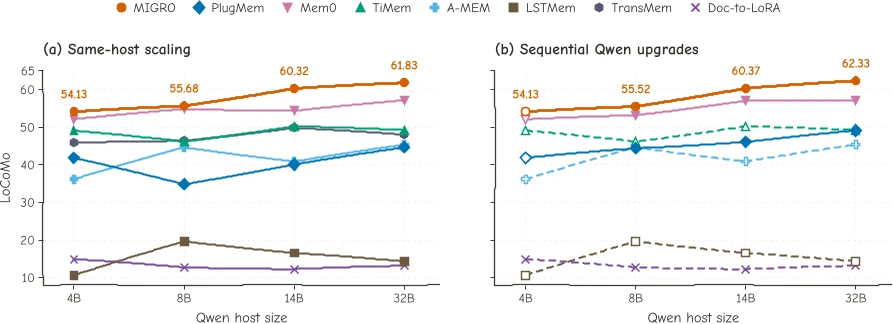 MIGRO PlugMem Mem0 TiMem A-MEM LSTMem TransMem Doc-to-LoRA
(a) Same-host scaling
(b) Sequential Qwen upgrades
LoCoMo
65
60
50
40
30
20
10
54.13
55.68
60.32
61.83
4B 8B 14B 32B
Qwen host size
54.13
55.52
60.37
62.33
4B 8B 14B 32B
Qwen host size